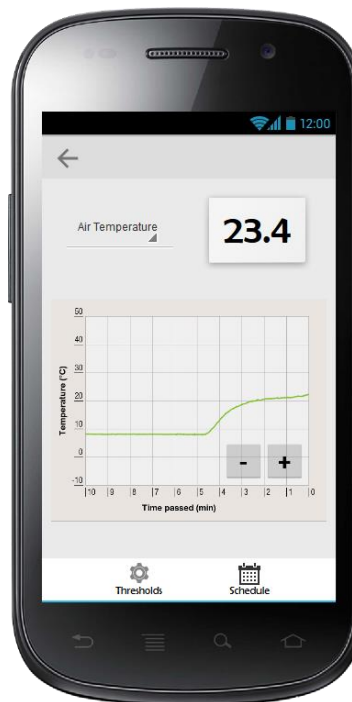 12:00
Air Temperature
23.4
50
40
30
20
10
0
-10
Temperature (°C)
- +
|10 |9 |8 |7 |6 |5 |4 |3 |2 |1 |0
Time passed (min)
Thresholds Schedule